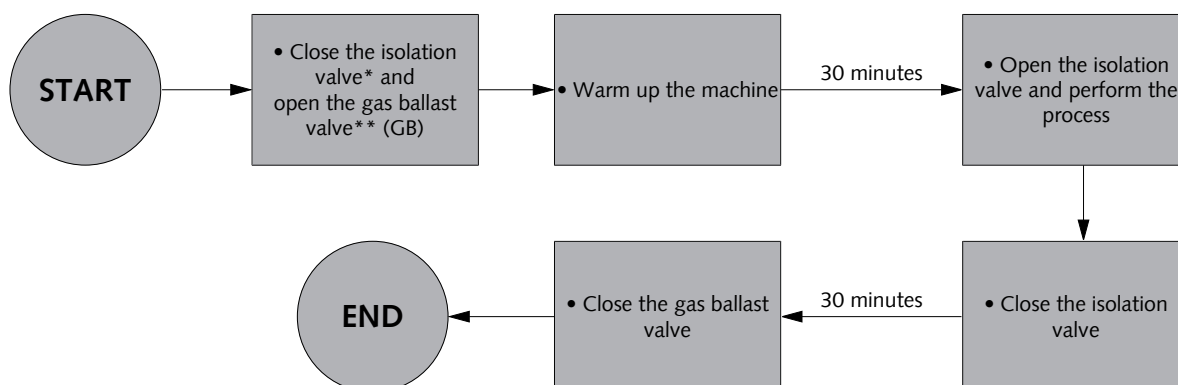 START
• Close the isolation
valve* and
open the gas ballast
valve** (GB)
• Warm up the machine
30 minutes
• Open the isolation
valve and perform the
process
• Close the isolation
valve
30 minutes
• Close the gas ballast
valve
END